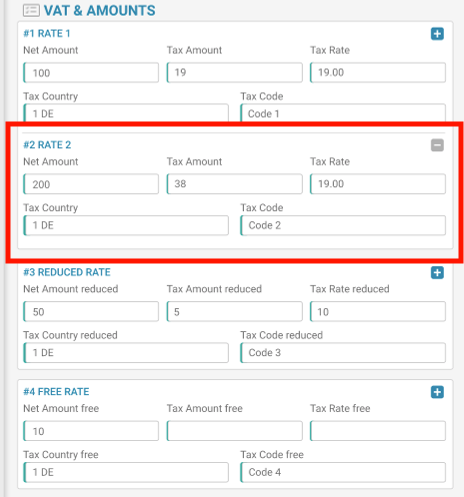 VAT & AMOUNTS
#1 RATE 1
Net Amount Tax Amount Tax Rate
100 19 19.00
Tax Country Tax Code
1 DE Code 1
#2 RATE 2
Net Amount Tax Amount Tax Rate
200 38 19.00
Tax Country Tax Code
1 DE Code 2
#3 REDUCED RATE
Net Amount reduced Tax Amount reduced Tax Rate reduced
50 5 10
Tax Country reduced Tax Code reduced
1 DE Code 3
#4 FREE RATE
Net Amount free Tax Amount free Tax Rate free
10
Tax Country free Tax Code free
1 DE Code 4